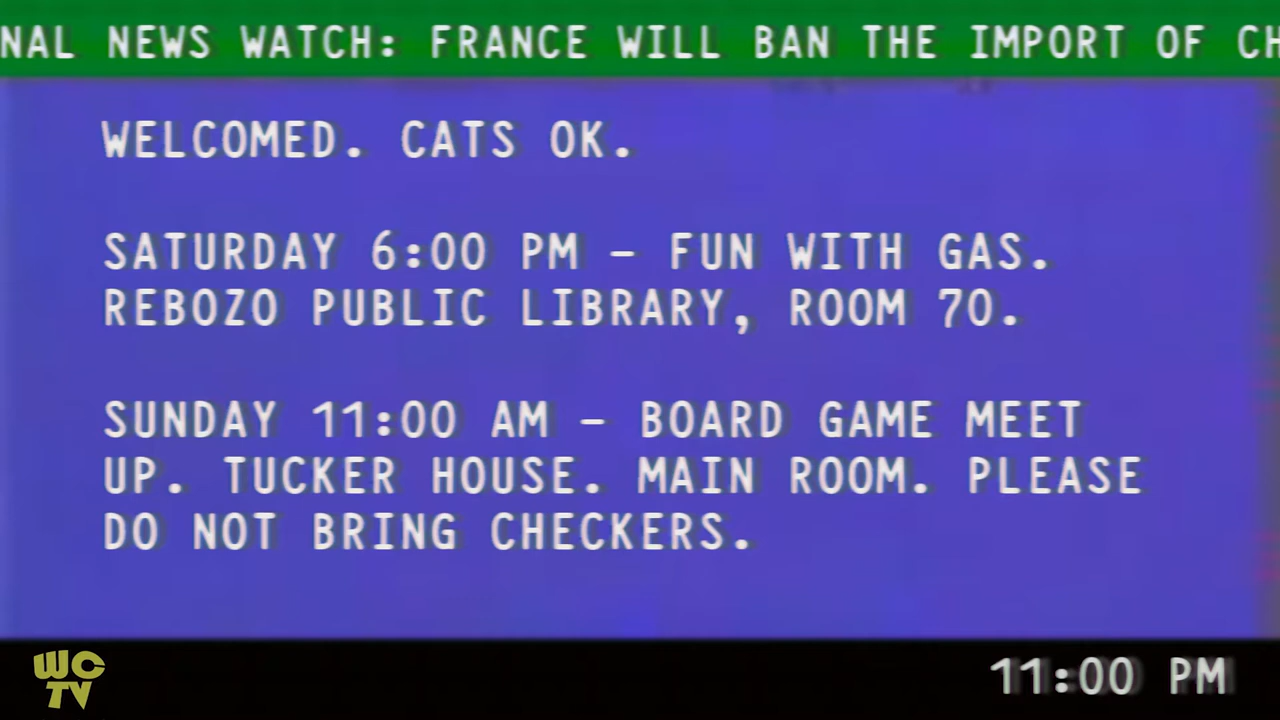 NAL NEWS WATCH: FRANCE WILL BAN THE IMPORT OF CH
WELCOMED. CATS OK.
SATURDAY 6:00 PM - FUN WITH GAS.
REBOZO PUBLIC LIBRARY, ROOM 70.
SUNDAY 11:00 AM - BOARD GAME MEET
UP. TUCKER HOUSE. MAIN ROOM. PLEASE
DO NOT BRING CHECKERS.
WC
TV
11:00 PM